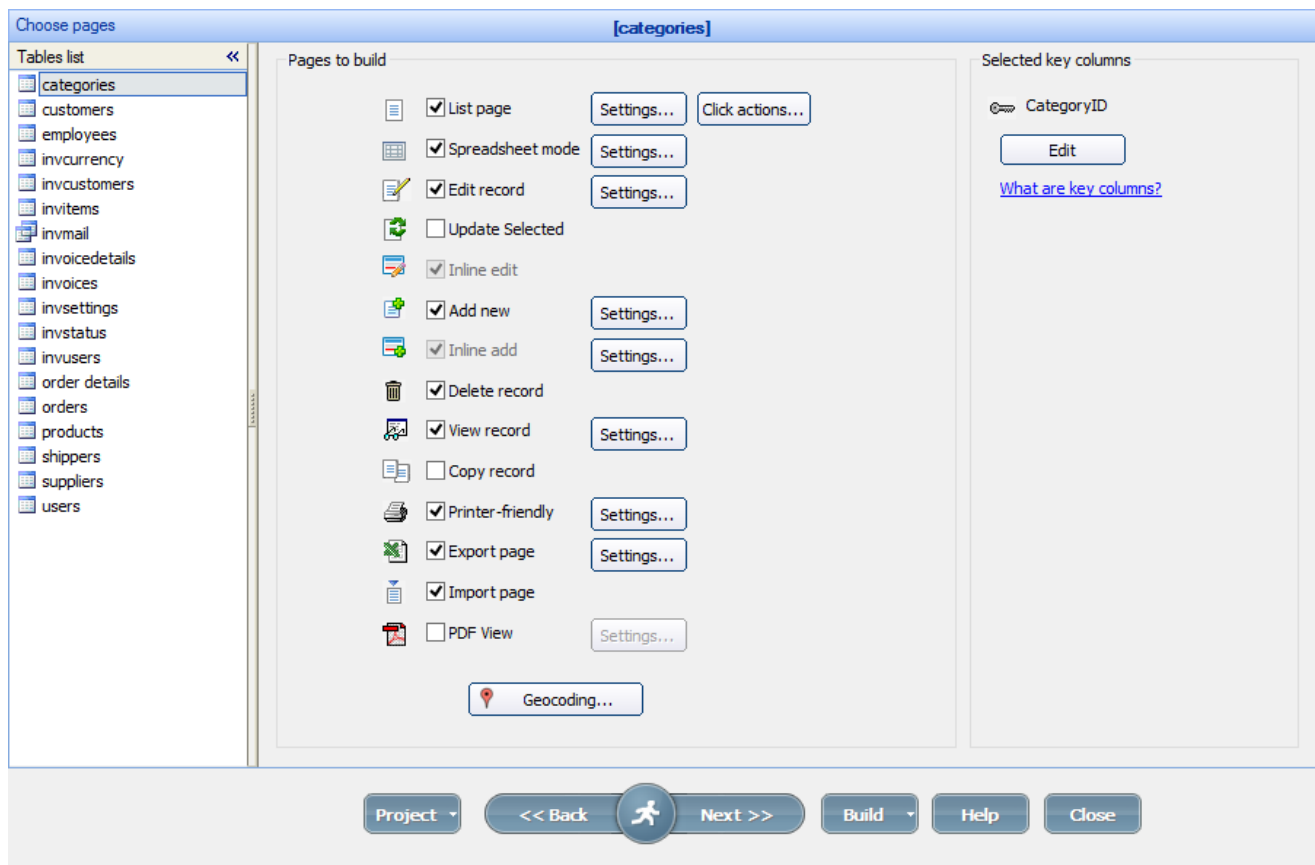 Choose pages
[categories]
Tables list «
categories
customers
employees
invcurrency
invcustomers
invitems
invmail
invoicedetails
invoices
invsettings
invstatus
invusers
order details
orders
products
shippers
suppliers
users
Pages to build
List page Settings... Click actions...
Spreadsheet mode Settings...
Edit record Settings...
Update Selected
Inline edit
Add new Settings...
Inline add Settings...
Delete record
View record Settings...
Copy record
Printer-friendly Settings...
Export page Settings...
Import page
PDF View Settings...
Geocoding...
Selected key columns
CategoryID
Edit
What are key columns?
Project << Back Next >> Build Help Close